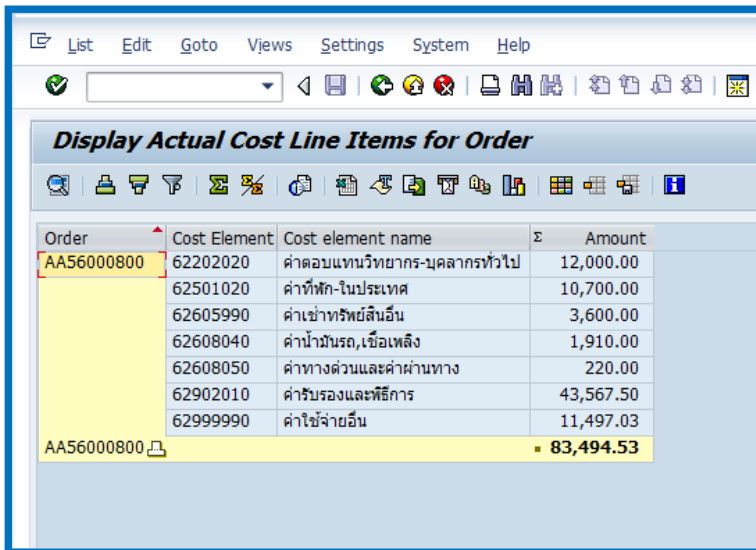 List Edit Goto Views Settings System Help
Display Actual Cost Line Items for Order
Order Cost Element Cost element name Σ Amount
AA56000800 62202020 ค่าตอบแทนวิทยากร-บุคลากรทั่วไป 12,000.00
62501020 ค่าที่พัก-ในประเทศ 10,700.00
62605990 ค่าเช่าทรัพย์สินอื่น 3,600.00
62608040 ค่าน้ำมันรถ,เชื้อเพลิง 1,910.00
62608050 ค่าทางด่วนและค่าผ่านทาง 220.00
62902010 ค่ารับรองและพิธีการ 43,567.50
62999990 ค่าใช้จ่ายอื่น 11,497.03
AA56000800 83,494.53